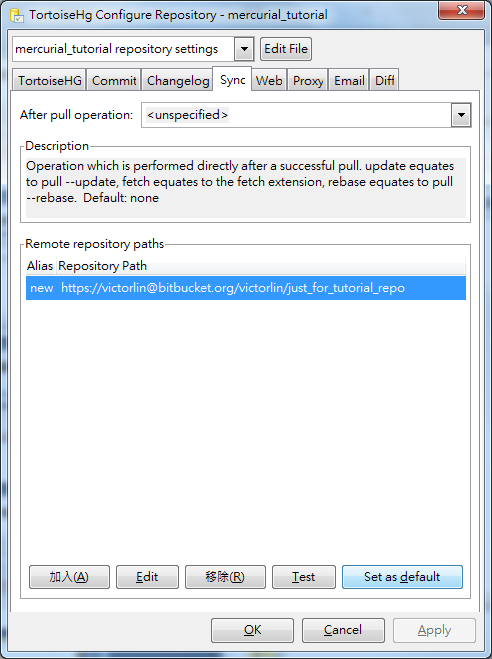 TortoiseHg Configure Repository - mercurial_tutorial
mercurial_tutorial repository settings Edit File
TortoiseHG Commit Changelog Sync Web Proxy Email Diff
After pull operation: <unspecified>
Description
Operation which is performed directly after a successful pull. update equates
to pull --update, fetch equates to the fetch extension, rebase equates to pull
--rebase. Default: none
Remote repository paths
Alias Repository Path
new https://victorlin@bitbucket.org/victorlin/just_for_tutorial_repo
加入(A) Edit 移除(R) Test Set as default
OK Cancel Apply